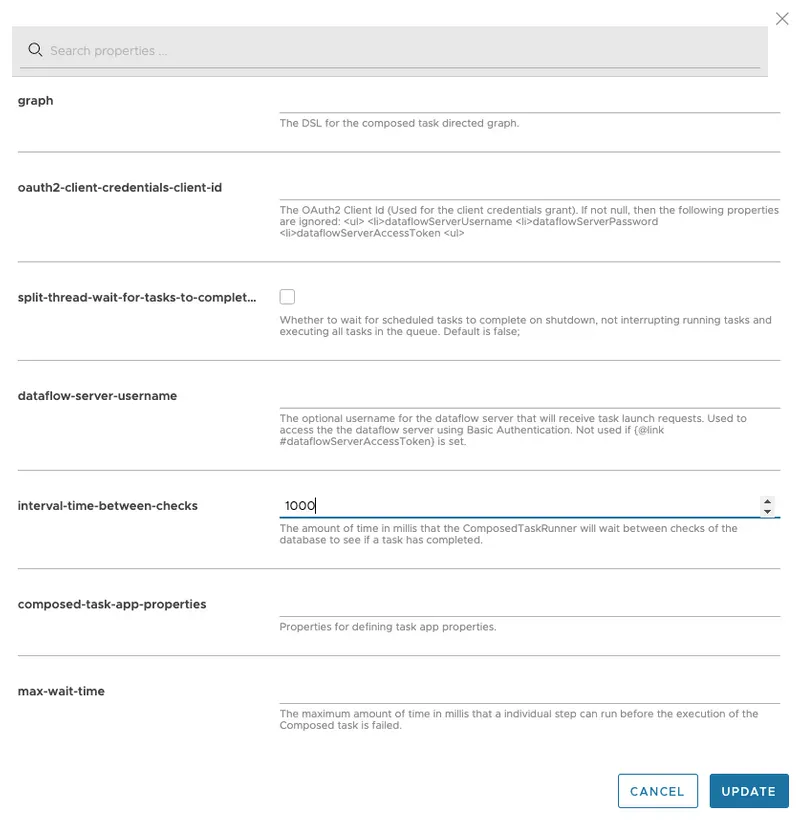 Search properties ...
graph
The DSL for the composed task directed graph.
oauth2-client-credentials-client-id
The OAuth2 Client Id (Used for the client credentials grant). If not null, then the following properties
are ignored: <ul> <li>dataflowServerUsername <li>dataflowServerPassword
<li>dataflowServerAccessToken <ul>
split-thread-wait-for-tasks-to-complet...
Whether to wait for scheduled tasks to complete on shutdown, not interrupting running tasks and
executing all tasks in the queue. Default is false;
dataflow-server-username
The optional username for the dataflow server that will receive task launch requests. Used to
access the the dataflow server using Basic Authentication. Not used if {@link
#dataflowServerAccessToken} is set.
interval-time-between-checks
1000
The amount of time in millis that the ComposedTaskRunner will wait between checks of the
database to see if a task has completed.
composed-task-app-properties
Properties for defining task app properties.
max-wait-time
The maximum amount of time in millis that a individual step can run before the execution of the
Composed task is failed.
CANCEL
UPDATE